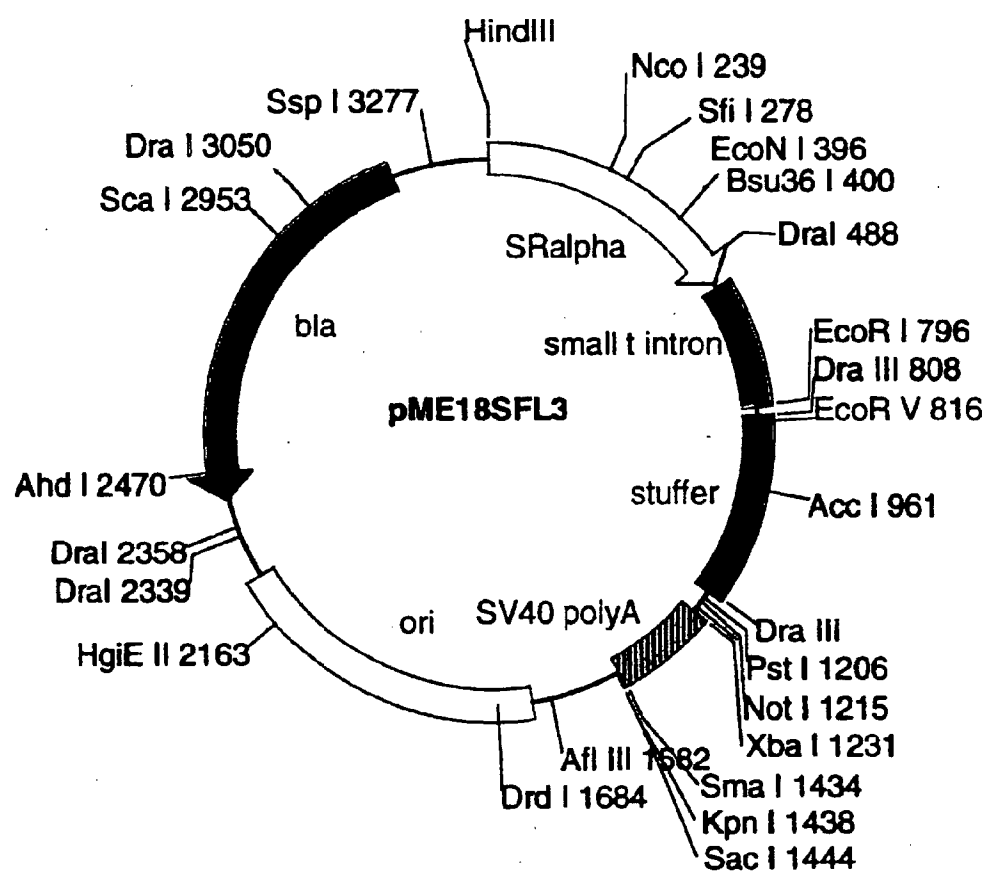 HindIII
Nco I 239
Ssp I 3277
Sfi I 278
Dra I 3050
EcoN I 396
Bsu36 I 400
Sca I 2953
DraI 488
SRalpha
bla
small t intron
EcoR I 796
Dra III 808
pME18SFL3
EcoR V 816
Ahd I 2470
stuffer
Acc I 961
DraI 2358
DraI 2339
ori
SV40 polyA
Dra III
HgiE II 2163
Pst I 1206
Not I 1215
Xba I 1231
Afl III
Sma I 1434
Drd I 1684
Kpn I 1438
Sac I 1444